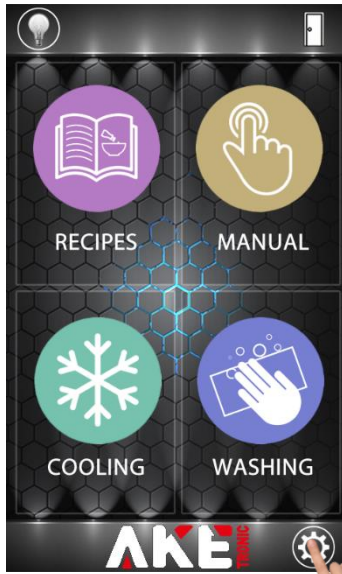 RECIPES
MANUAL
COOLING
WASHING
AKE
TRONIC